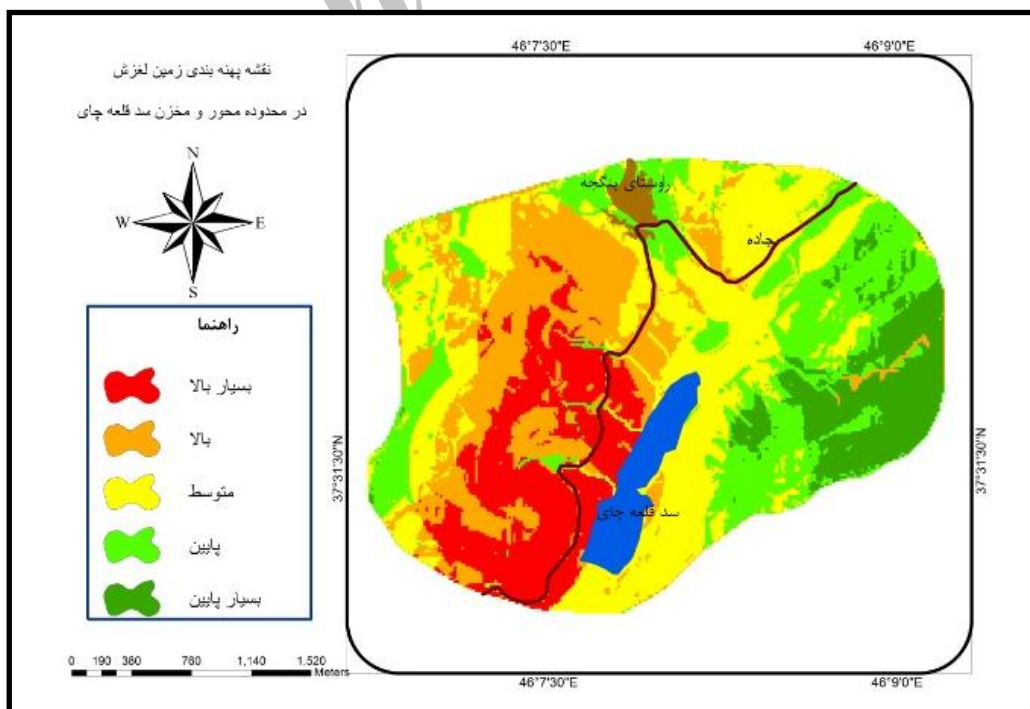 نقشه پهنه بندی زمین لغزش
در محدوده محور و مخزن سد قلعه چای
N
W
E
S
راهنما
بسیار بالا
بالا
متوسط
پایین
بسیار پایین
0 190 380 760 1,140 1,520
Meters
46°7'30"E
46°9'0"E
37°31'30"N
37°31'30"N
روستای ینگجه
جاده
سد قلعه چای
46°7'30"E
46°9'0"E